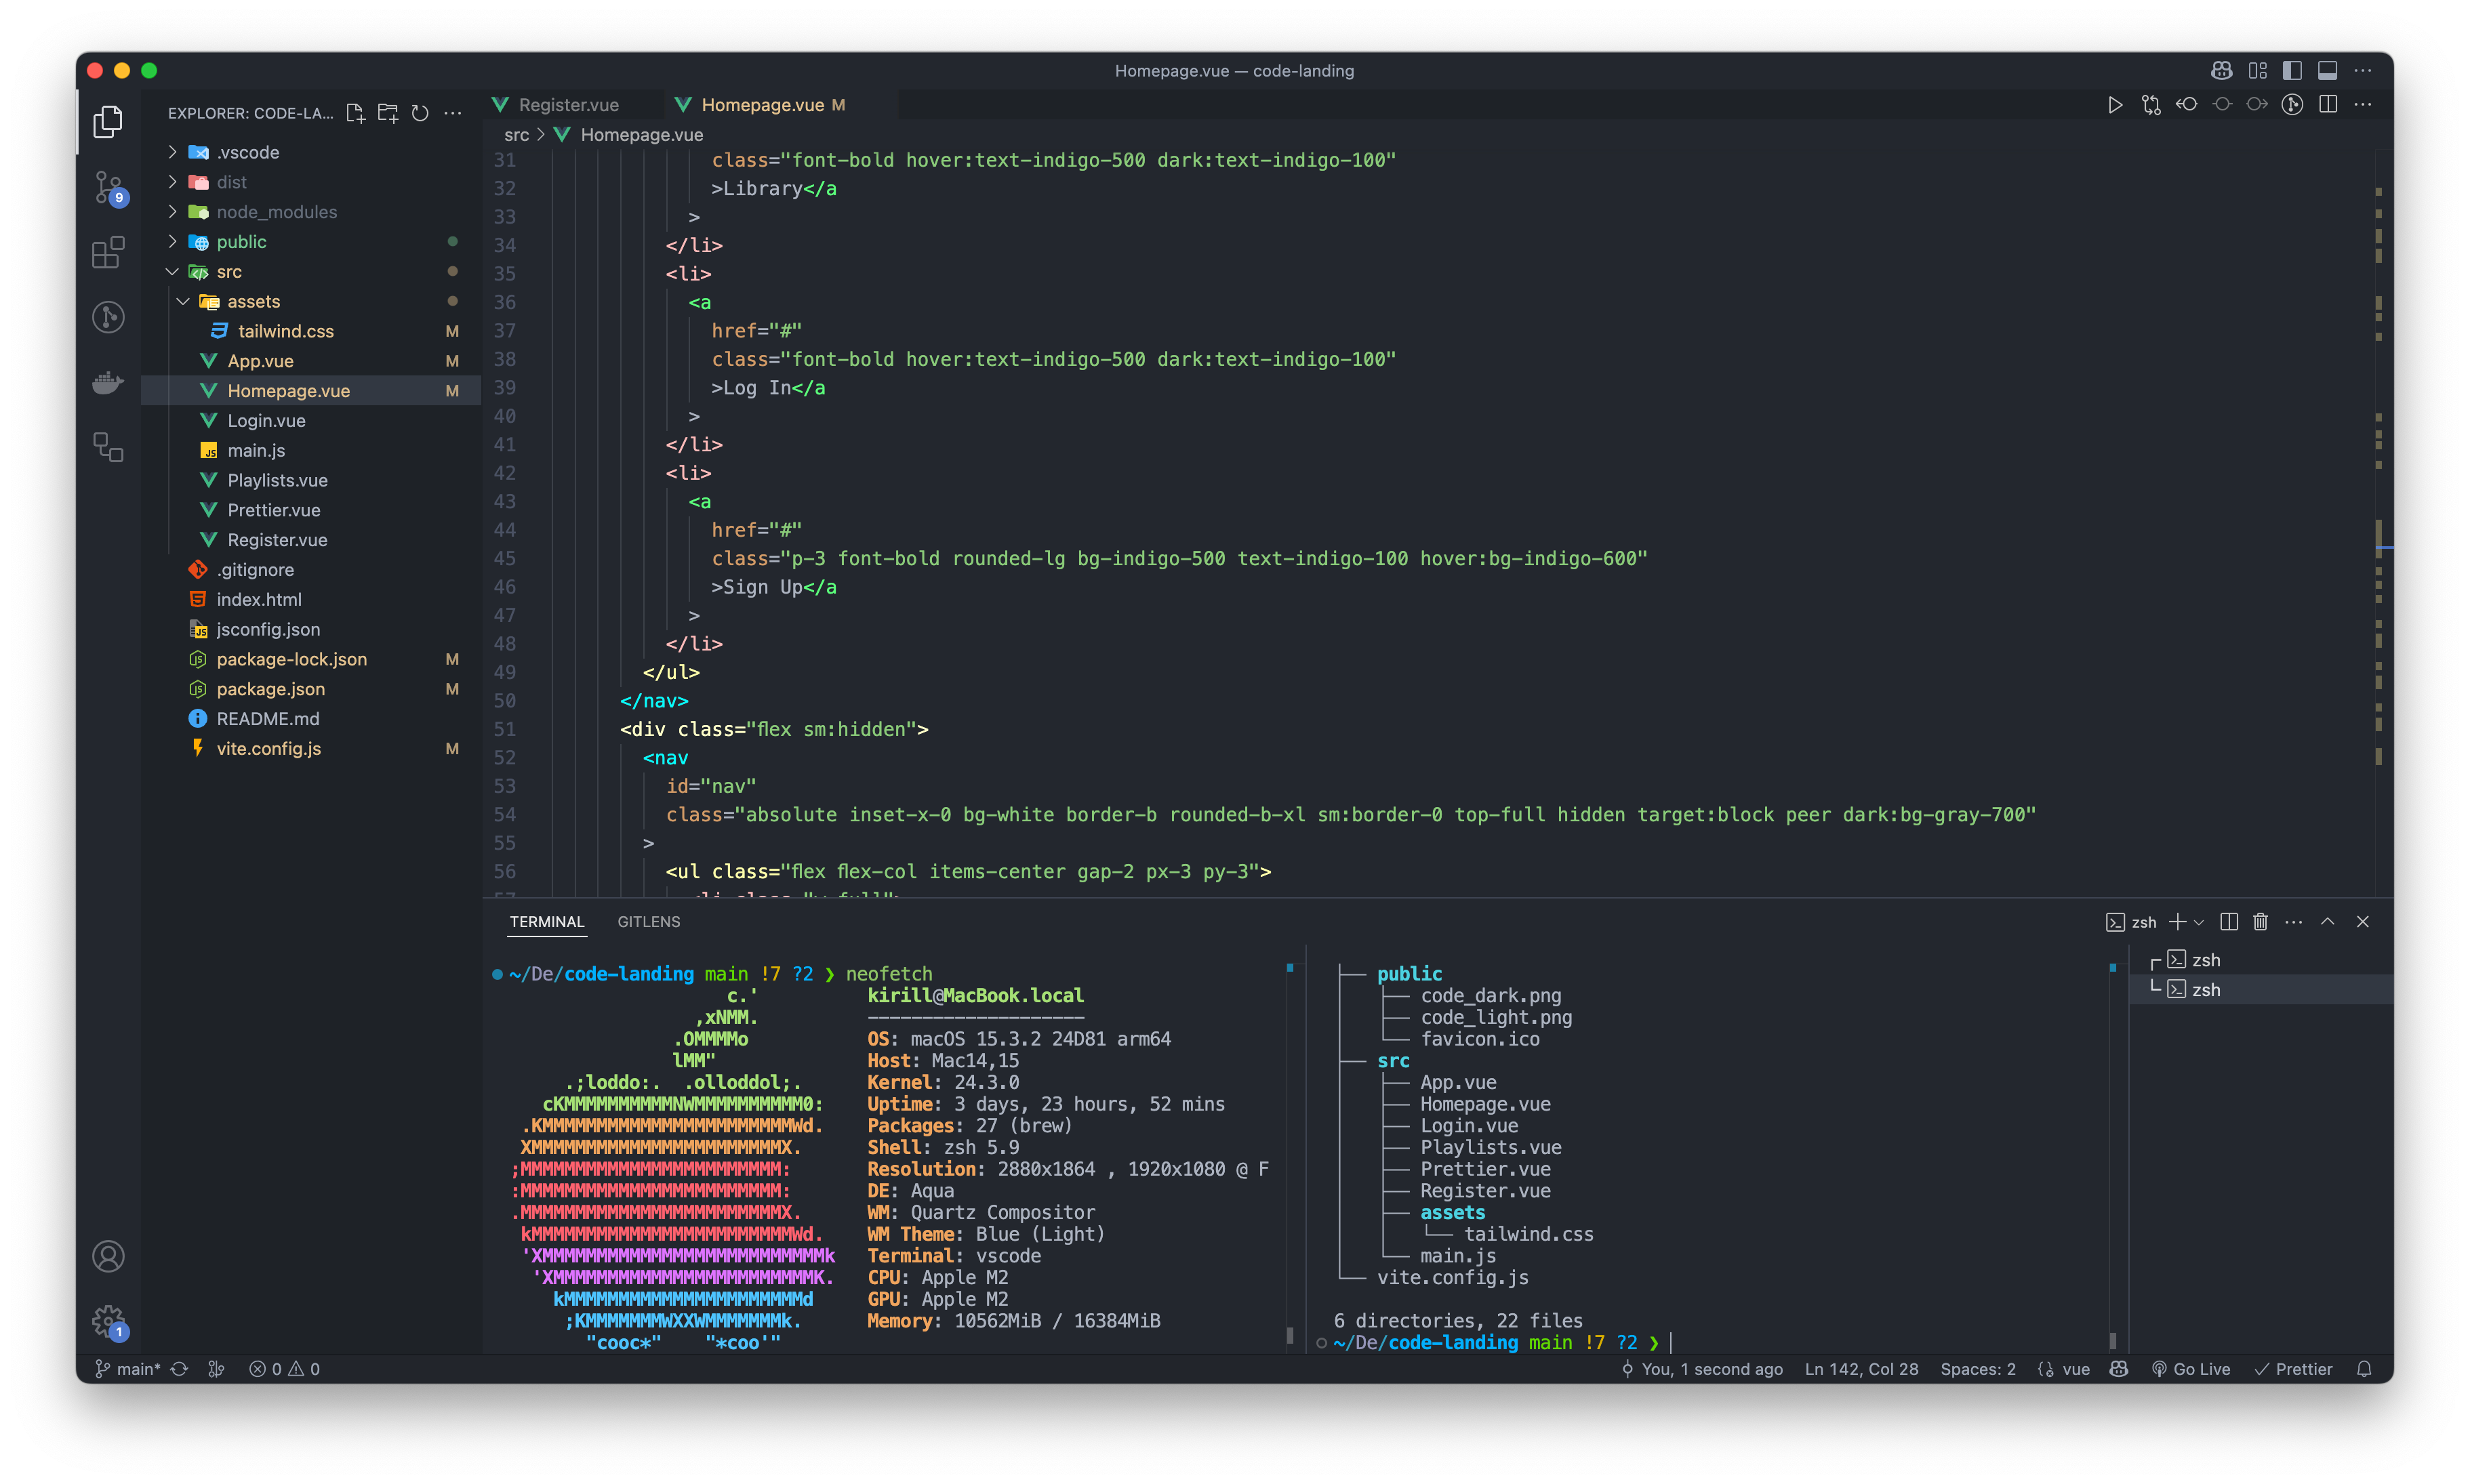 Homepage.vue — code-landing
EXPLORER: CODE-LA...
.vscode
dist
node_modules
public
src
assets
tailwind.css M
App.vue M
Homepage.vue M
Login.vue
main.js
Playlists.vue
Prettier.vue
Register.vue
.gitignore
index.html
jsconfig.json
package-lock.json M
package.json M
README.md
vite.config.js M
9
1
Register.vue
Homepage.vue M
src > Homepage.vue
31 class="font-bold hover:text-indigo-500 dark:text-indigo-100"
32 >Library</a
33 >
34 </li>
35 <li>
36 <a
37 href="#"
38 class="font-bold hover:text-indigo-500 dark:text-indigo-100"
39 >Log In</a
40 >
41 </li>
42 <li>
43 <a
44 href="#"
45 class="p-3 font-bold rounded-lg bg-indigo-500 text-indigo-100 hover:bg-indigo-600"
46 >Sign Up</a
47 >
48 </li>
49 </ul>
50 </nav>
51 <div class="flex sm:hidden">
52 <nav
53 id="nav"
54 class="absolute inset-x-0 bg-white border-b rounded-b-xl sm:border-0 top-full hidden target:block peer dark:bg-gray-700"
55 >
56 <ul class="flex flex-col items-center gap-2 px-3 py-3">
57 <li class="w-full">
TERMINAL GITLENS
zsh
~/De/code-landing main !7 ?2 ❯ neofetch
c.' kirill@MacBook.local
,xNMM. --------------------
.OMMMMo OS: macOS 15.3.2 24D81 arm64
lMM" Host: Mac14,15
.;loddo:. .olloddol;. Kernel: 24.3.0
cKMMMMMMMMMMNWMMMMMMMMMM0: Uptime: 3 days, 23 hours, 52 mins
.KMMMMMMMMMMMMMMMMMMMMMMMWd. Packages: 27 (brew)
XMMMMMMMMMMMMMMMMMMMMMMMX. Shell: zsh 5.9
;MMMMMMMMMMMMMMMMMMMMMMMM: Resolution: 2880x1864 , 1920x1080 @ F
:MMMMMMMMMMMMMMMMMMMMMMMM: DE: Aqua
.MMMMMMMMMMMMMMMMMMMMMMMMX. WM: Quartz Compositor
kMMMMMMMMMMMMMMMMMMMMMMMMWd. WM Theme: Blue (Light)
'XMMMMMMMMMMMMMMMMMMMMMMMMMMk Terminal: vscode
'XMMMMMMMMMMMMMMMMMMMMMMMMK. CPU: Apple M2
kMMMMMMMMMMMMMMMMMMMMMMd GPU: Apple M2
;KMMMMMMMWXXWMMMMMMMk. Memory: 10562MiB / 16384MiB
"cooc*" "*coo'"
├── public
│ ├── code_dark.png
│ ├── code_light.png
│ └── favicon.ico
├── src
│ ├── App.vue
│ ├── Homepage.vue
│ ├── Login.vue
│ ├── Playlists.vue
│ ├── Prettier.vue
│ ├── Register.vue
│ ├── assets
│ │ └── tailwind.css
│ └── main.js
└── vite.config.js
6 directories, 22 files
~/De/code-landing main !7 ?2 ❯
zsh
zsh
main* 0 0 You, 1 second ago Ln 142, Col 28 Spaces: 2 vue Go Live Prettier